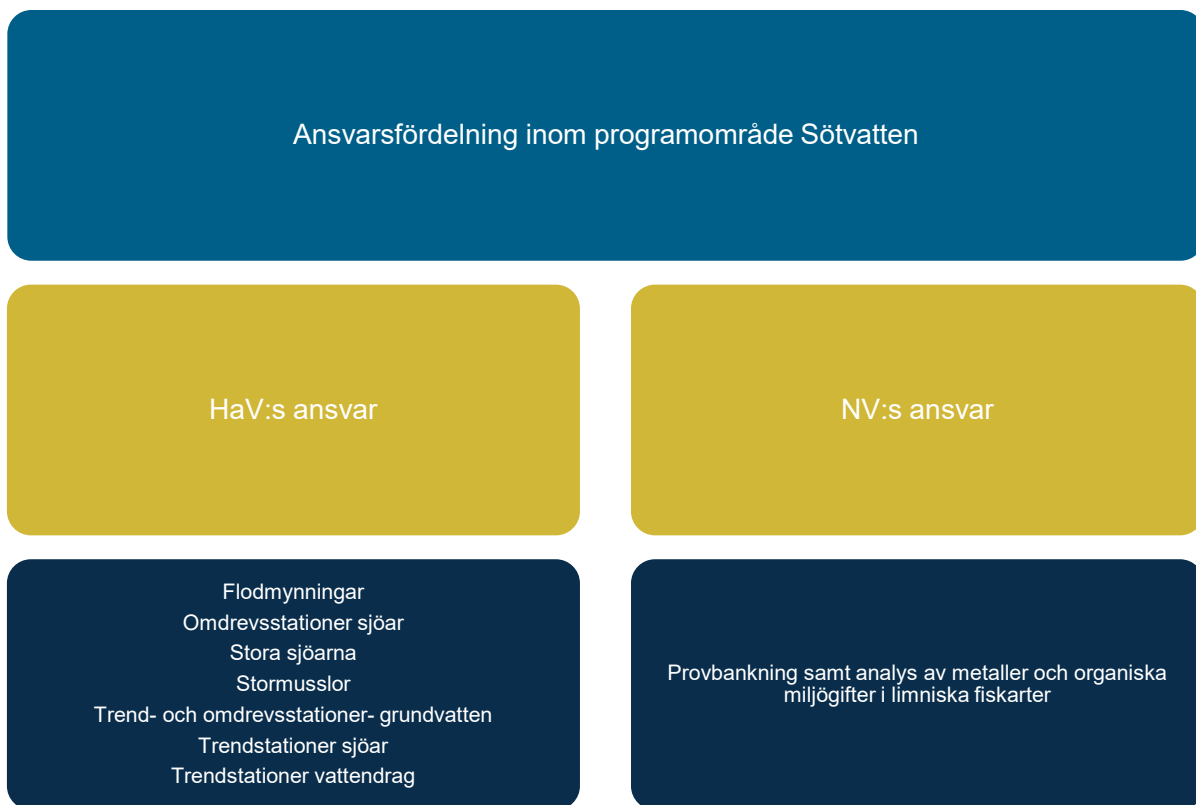 Ansvarsfördelning inom programområde Sötvatten
HaV:s ansvar
NV:s ansvar
Flodmynningar
Omdrevsstationer sjöar
Stora sjöarna
Stormusslor
Trend- och omdrevsstationer- grundvatten
Trendstationer sjöar
Trendstationer vattendrag
Provbankning samt analys av metaller och organiska
miljögifter i limniska fiskarter